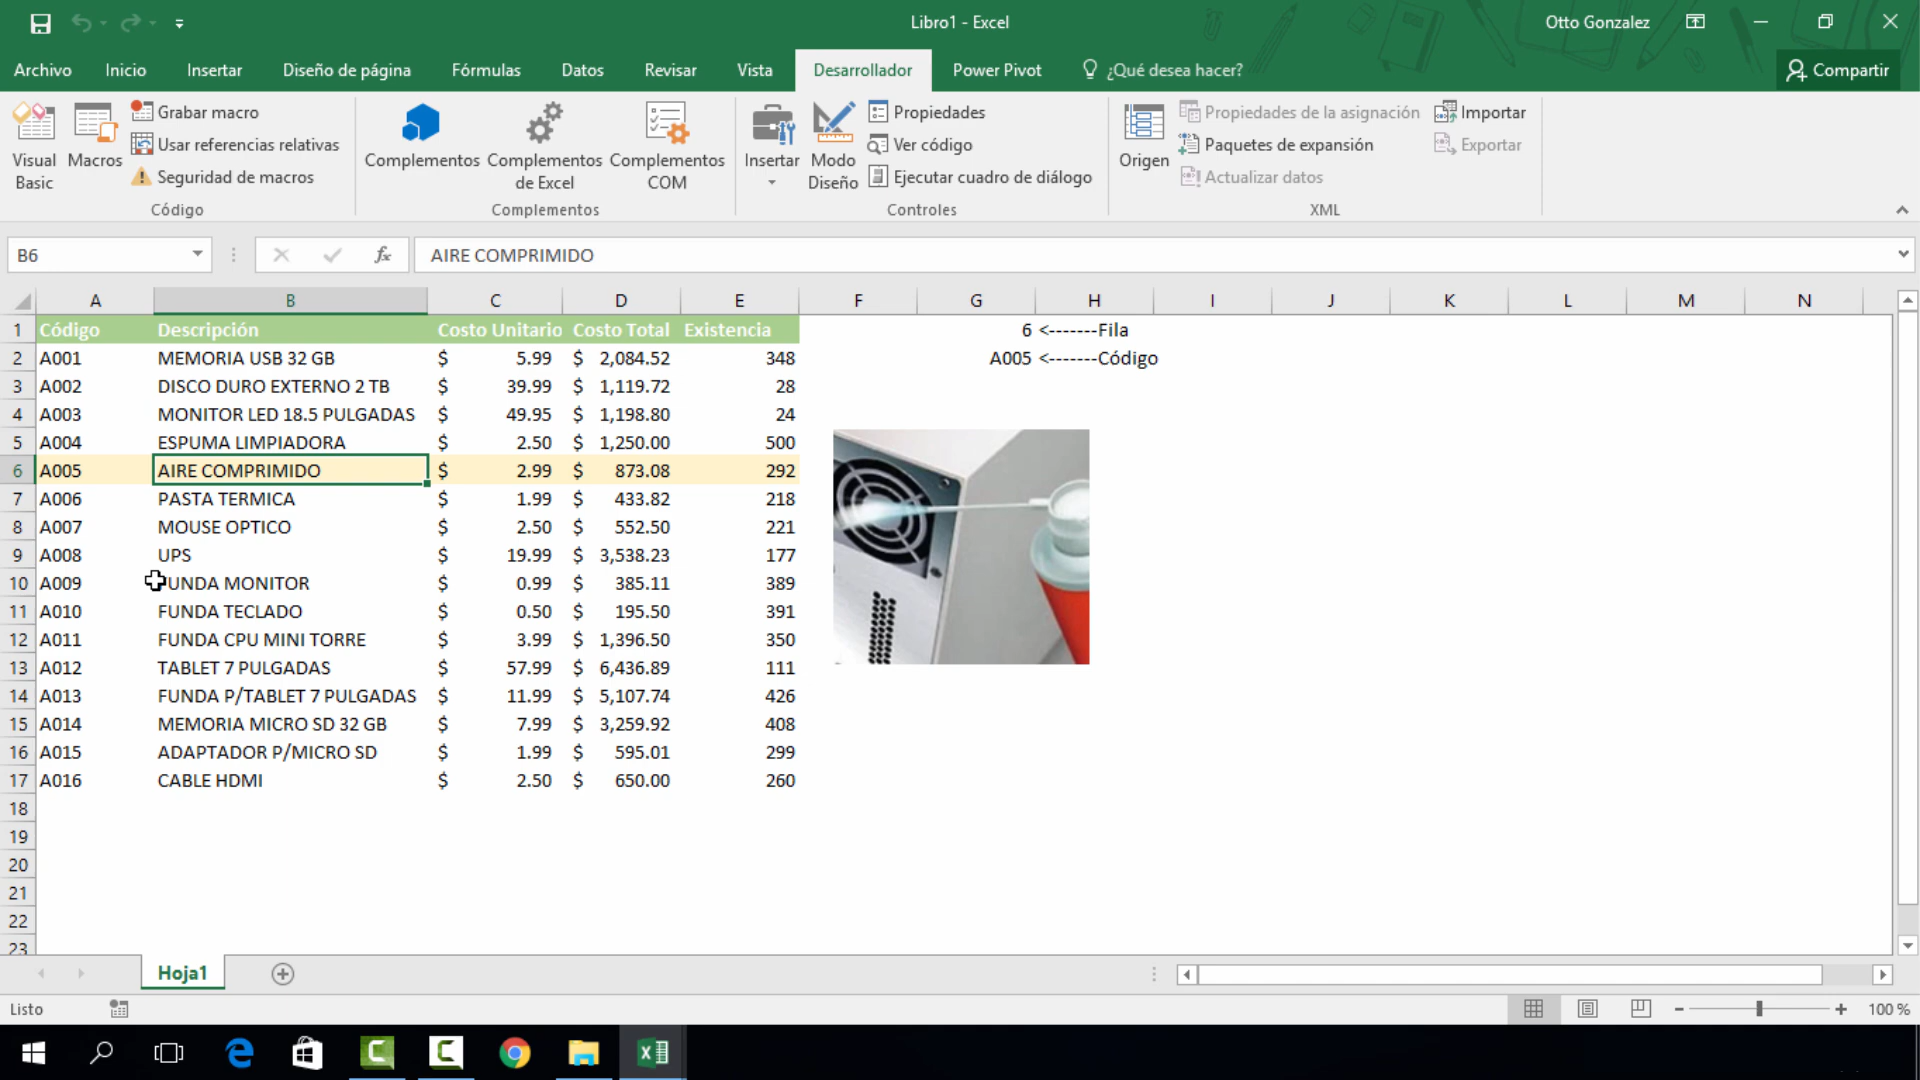 Libro1 - Excel
Otto Gonzalez
Archivo Inicio Insertar Diseño de página Fórmulas Datos Revisar Vista Desarrollador Power Pivot ¿Qué desea hacer? Compartir
Visual Basic
Macros
Grabar macro
Usar referencias relativas
Seguridad de macros
Código
Complementos
Complementos de Excel
Complementos COM
Complementos
Insertar
Modo Diseño
Propiedades
Ver código
Ejecutar cuadro de diálogo
Controles
Origen
Propiedades de la asignación
Paquetes de expansión
Actualizar datos
Importar
Exportar
XML
B6 fx AIRE COMPRIMIDO
A B C D E F G H I J K L M N
1 Código Descripción Costo Unitario Costo Total Existencia 6 <-------Fila
2 A001 MEMORIA USB 32 GB $ 5.99 $ 2,084.52 348 A005 <-------Código
3 A002 DISCO DURO EXTERNO 2 TB $ 39.99 $ 1,119.72 28
4 A003 MONITOR LED 18.5 PULGADAS $ 49.95 $ 1,198.80 24
5 A004 ESPUMA LIMPIADORA $ 2.50 $ 1,250.00 500
6 A005 AIRE COMPRIMIDO $ 2.99 $ 873.08 292
7 A006 PASTA TERMICA $ 1.99 $ 433.82 218
8 A007 MOUSE OPTICO $ 2.50 $ 552.50 221
9 A008 UPS $ 19.99 $ 3,538.23 177
10 A009 FUNDA MONITOR $ 0.99 $ 385.11 389
11 A010 FUNDA TECLADO $ 0.50 $ 195.50 391
12 A011 FUNDA CPU MINI TORRE $ 3.99 $ 1,396.50 350
13 A012 TABLET 7 PULGADAS $ 57.99 $ 6,436.89 111
14 A013 FUNDA P/TABLET 7 PULGADAS $ 11.99 $ 5,107.74 426
15 A014 MEMORIA MICRO SD 32 GB $ 7.99 $ 3,259.92 408
16 A015 ADAPTADOR P/MICRO SD $ 1.99 $ 595.01 299
17 A016 CABLE HDMI $ 2.50 $ 650.00 260
18
19
20
21
22
23
Hoja1
Listo
100 %